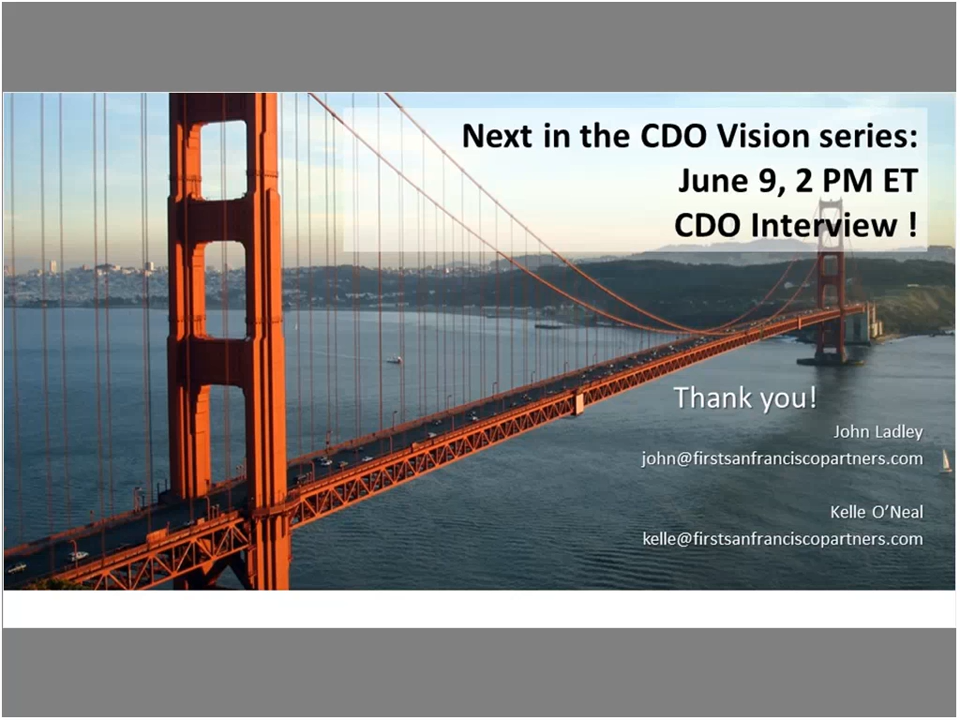 Next in the CDO Vision series:
June 9, 2 PM ET
CDO Interview !
Thank you!
John Ladley
john@firstsanfranciscopartners.com
Kelle O’Neal
kelle@firstsanfranciscopartners.com